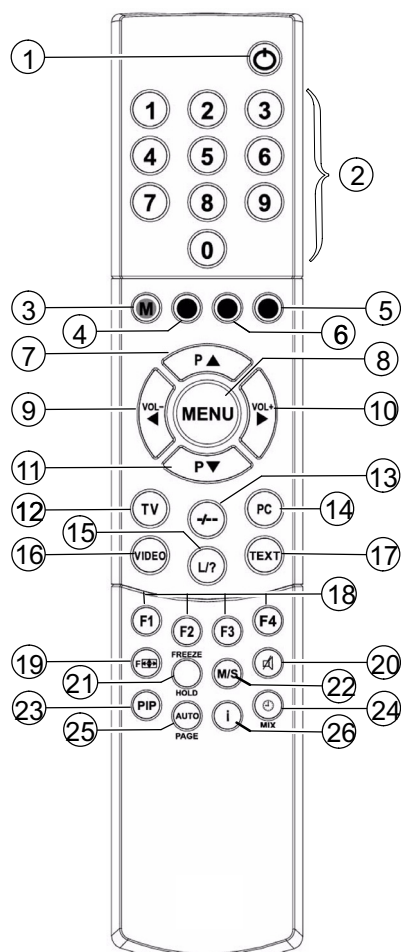 1
1 2 3
4 5 6
2
7 8 9
0
3 M 5
4 6
7 P▲ 8
9 VOL- ◀ MENU VOL+ ▶ 10
11 P▼
13
12 TV -/-- PC 14
15
16 VIDEO L/? TEXT 17
18
F1 F2 F3 F4
FREEZE
19 F 20
21 M/S 22
HOLD
23 PIP AUTO i 24
MIX
25 PAGE 26